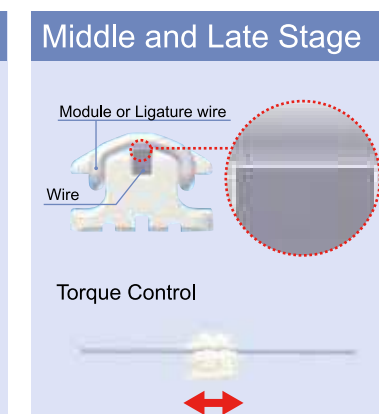 Middle and Late Stage
Module or Ligature wire
Wire
Torque Control